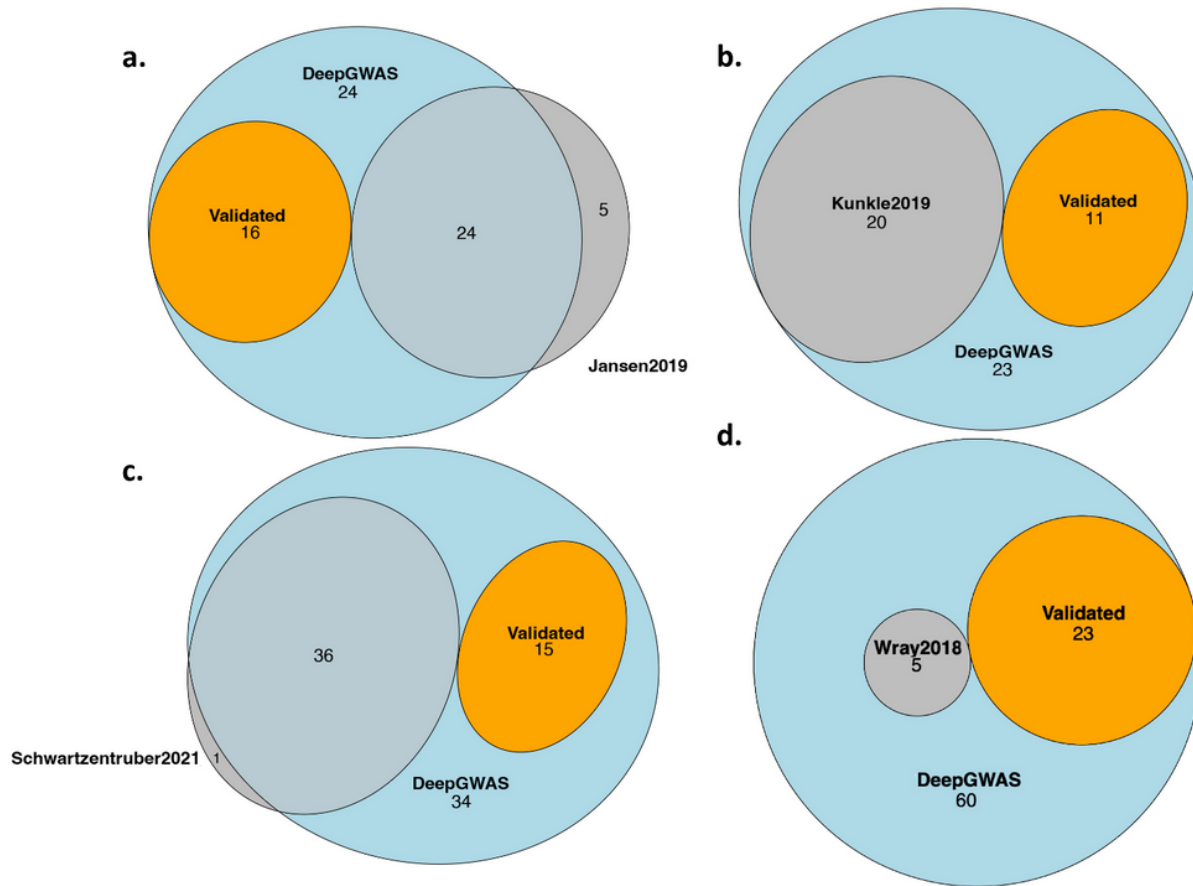 a.
DeepGWAS
24
Validated
16
24
5
Jansen2019
b.
Kunkle2019
20
Validated
11
DeepGWAS
23
c.
36
Validated
15
Schwartzentruber2021
1
DeepGWAS
34
d.
Wray2018
5
Validated
23
DeepGWAS
60